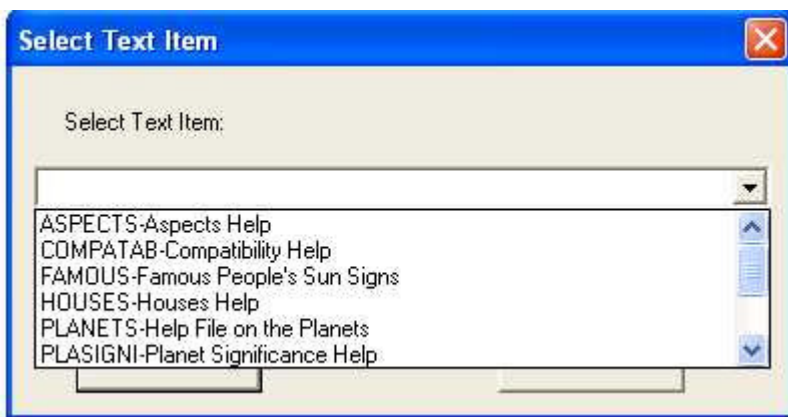 Select Text Item
Select Text Item:
ASPECTS-Aspects Help
COMPATAB-Compatibility Help
FAMOUS-Famous People's Sun Signs
HOUSES-Houses Help
PLANETS-Help File on the Planets
PLASIGNI-Planet Significance Help